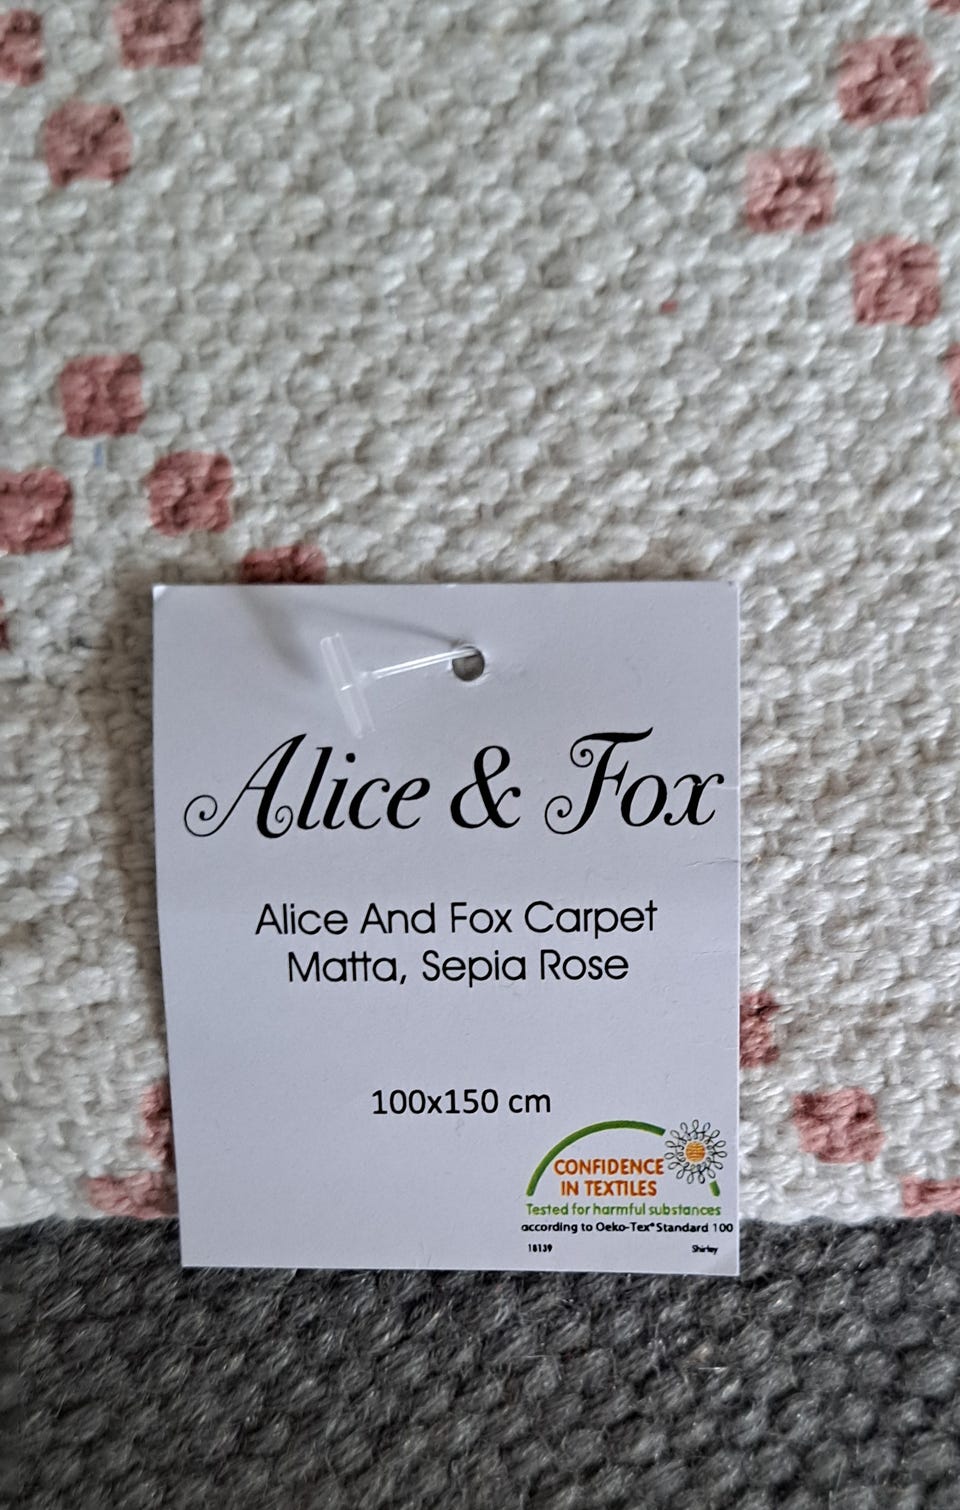 Alice & Fox
Alice And Fox Carpet
Matta, Sepia Rose
100x150 cm
CONFIDENCE
IN TEXTILES
Tested for harmful substances
according to Oeko-Tex® Standard 100
18139 Shirley